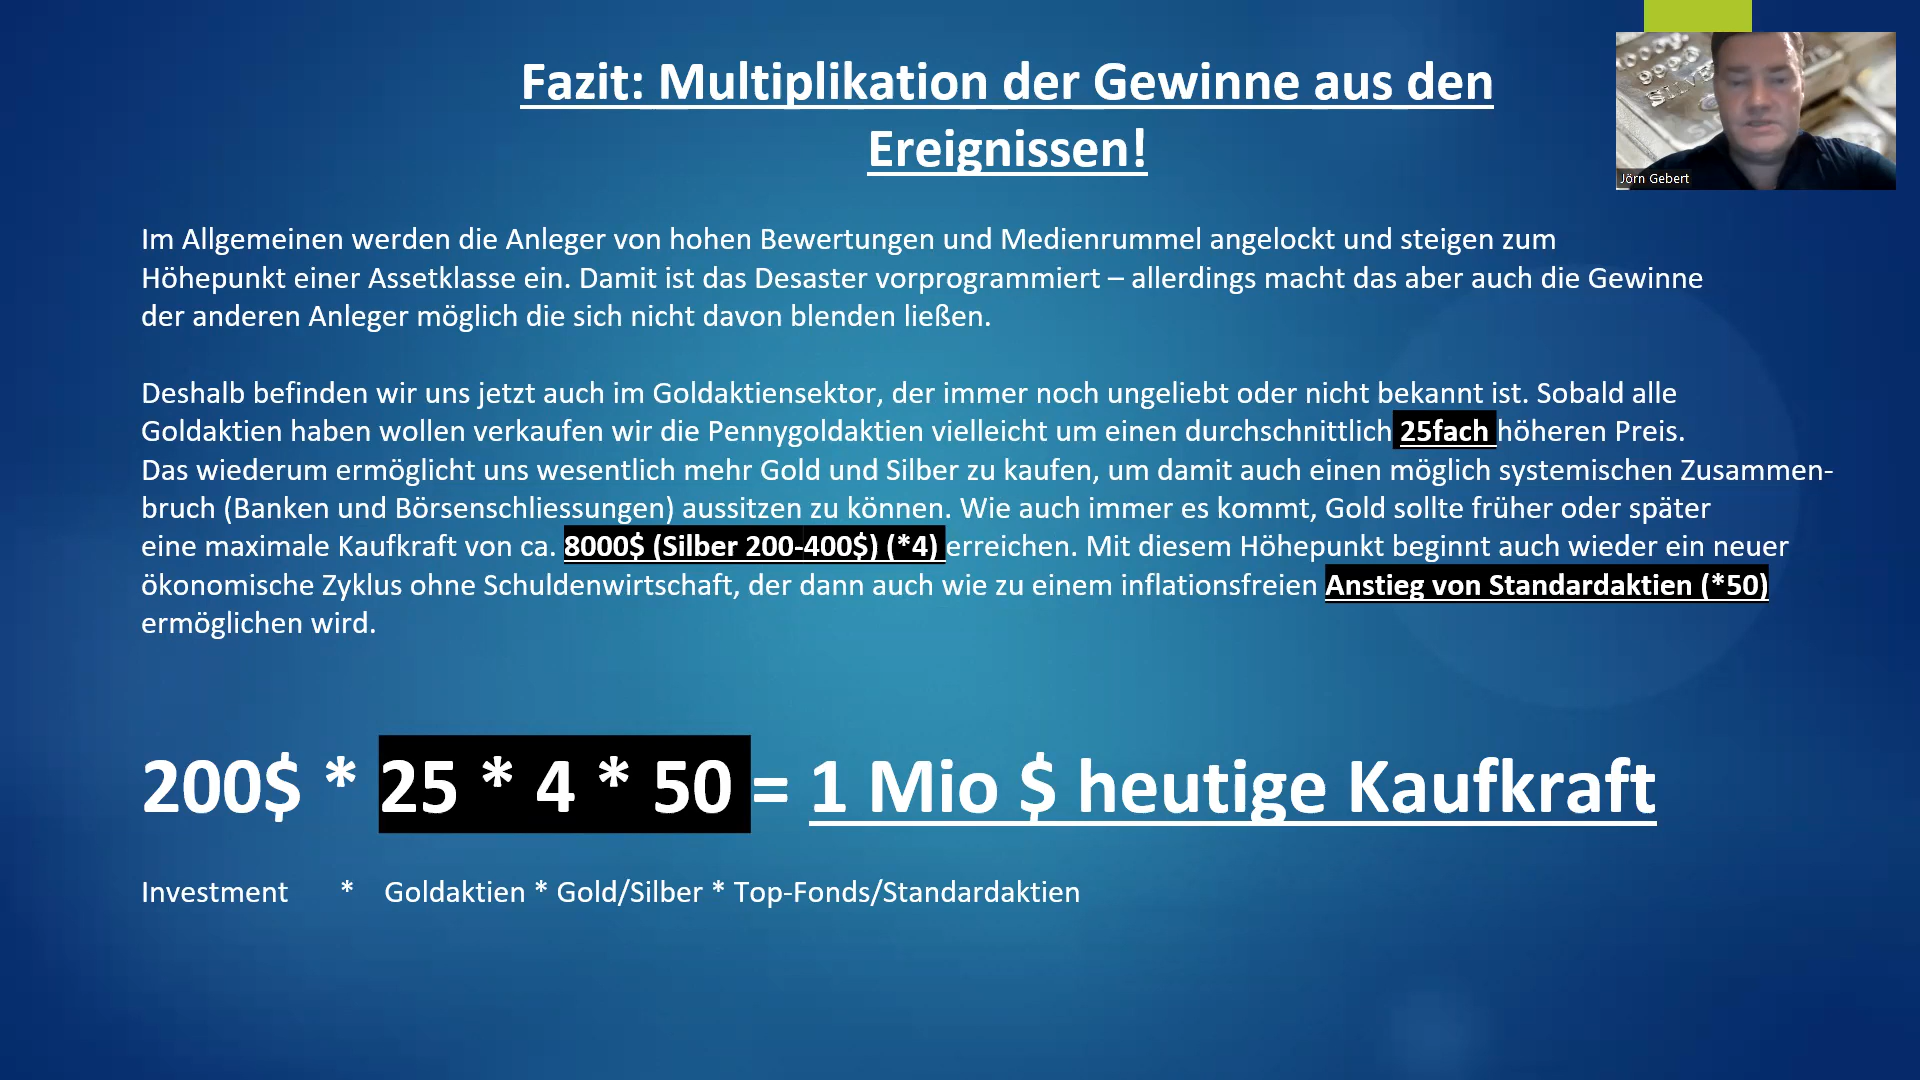 Fazit: Multiplikation der Gewinne aus den
Ereignissen!
Jörn Gebert
Im Allgemeinen werden die Anleger von hohen Bewertungen und Medienrummel angelockt und steigen zum
Höhepunkt einer Assetklasse ein. Damit ist das Desaster vorprogrammiert – allerdings macht das aber auch die Gewinne
der anderen Anleger möglich die sich nicht davon blenden ließen.
Deshalb befinden wir uns jetzt auch im Goldaktiensektor, der immer noch ungeliebt oder nicht bekannt ist. Sobald alle
Goldaktien haben wollen verkaufen wir die Pennygoldaktien vielleicht um einen durchschnittlich 25fach höheren Preis.
Das wiederum ermöglicht uns wesentlich mehr Gold und Silber zu kaufen, um damit auch einen möglich systemischen Zusammen-
bruch (Banken und Börsenschliessungen) aussitzen zu können. Wie auch immer es kommt, Gold sollte früher oder später
eine maximale Kaufkraft von ca. 8000$ (Silber 200-400$) (*4) erreichen. Mit diesem Höhepunkt beginnt auch wieder ein neuer
ökonomische Zyklus ohne Schuldenwirtschaft, der dann auch wie zu einem inflationsfreien Anstieg von Standardaktien (*50)
ermöglichen wird.
200$ * 25 * 4 * 50 = 1 Mio $ heutige Kaufkraft
Investment * Goldaktien * Gold/Silber * Top-Fonds/Standardaktien